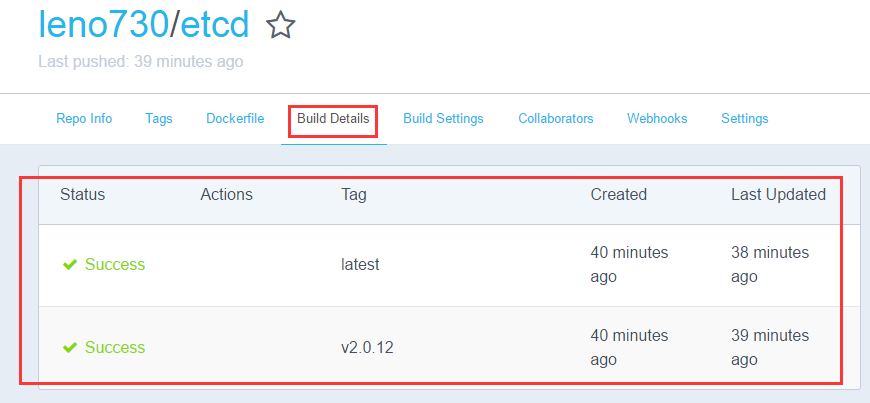 leno730/etcd
Last pushed: 39 minutes ago
Repo Info Tags Dockerfile Build Details Build Settings Collaborators Webhooks Settings
Status Actions Tag Created Last Updated
Success latest 40 minutes ago 38 minutes ago
Success v2.0.12 40 minutes ago 39 minutes ago